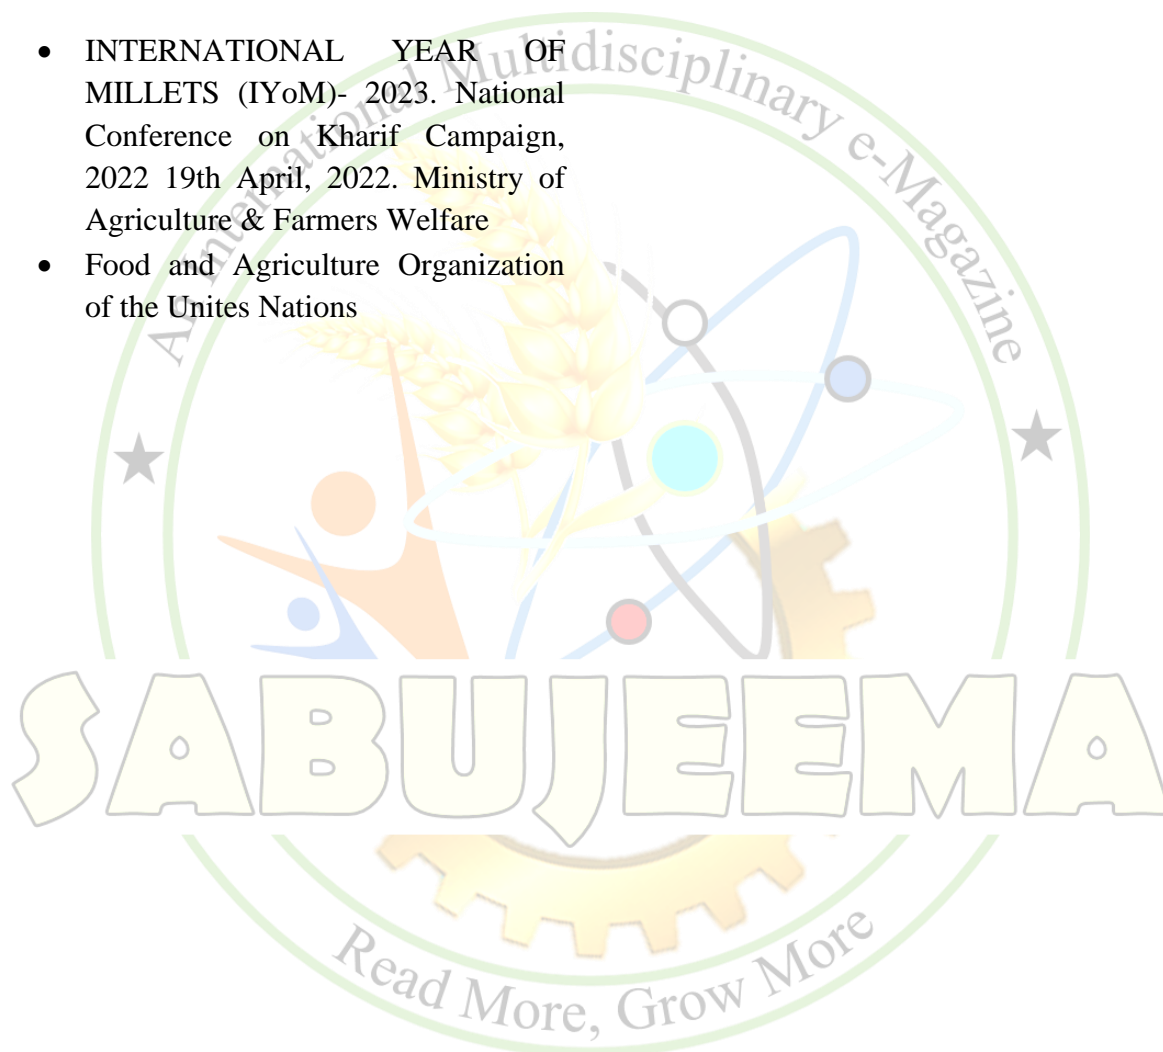 • INTERNATIONAL YEAR OF
MILLETS (IYoM)- 2023. National
Conference on Kharif Campaign,
2022 19th April, 2022. Ministry of
Agriculture & Farmers Welfare
• Food and Agriculture Organization
of the Unites Nations
An International Multidisciplinary e-Magazine
SABUJEEMA
Read More, Grow More